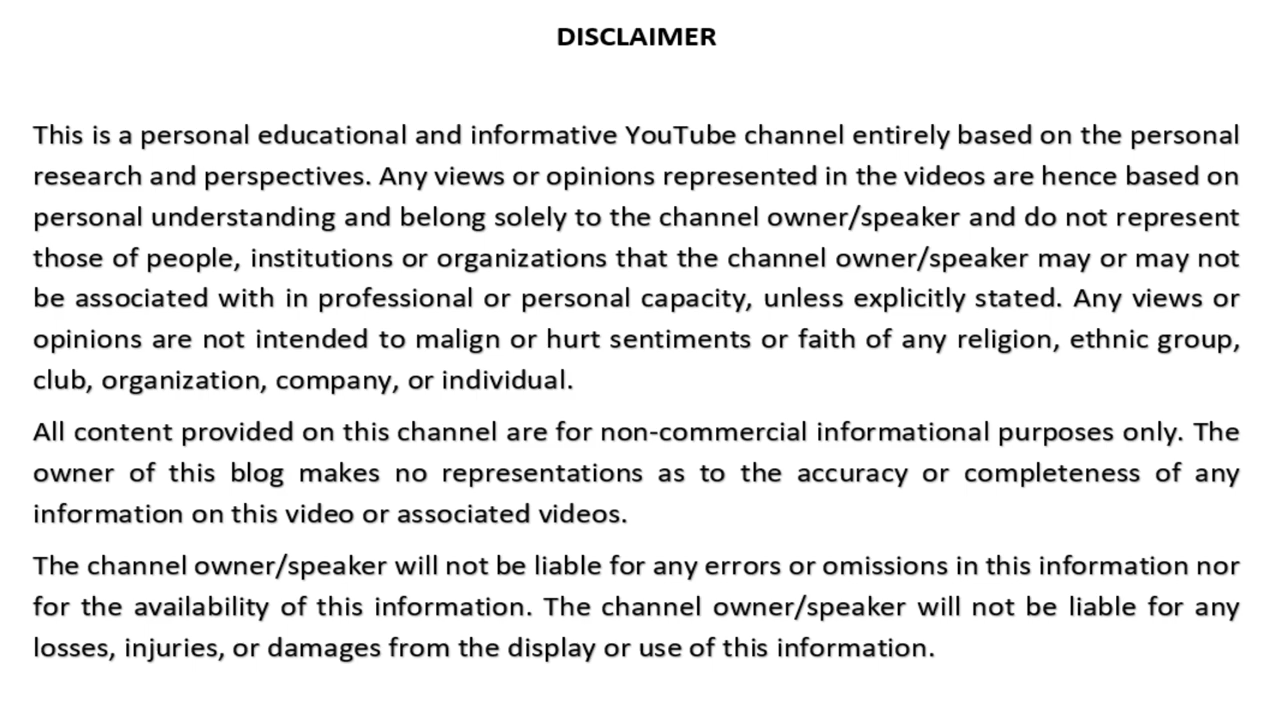 DISCLAIMER
This is a personal educational and informative YouTube channel entirely based on the personal
research and perspectives. Any views or opinions represented in the videos are hence based on
personal understanding and belong solely to the channel owner/speaker and do not represent
those of people, institutions or organizations that the channel owner/speaker may or may not
be associated with in professional or personal capacity, unless explicitly stated. Any views or
opinions are not intended to malign or hurt sentiments or faith of any religion, ethnic group,
club, organization, company, or individual.
All content provided on this channel are for non-commercial informational purposes only. The
owner of this blog makes no representations as to the accuracy or completeness of any
information on this video or associated videos.
The channel owner/speaker will not be liable for any errors or omissions in this information nor
for the availability of this information. The channel owner/speaker will not be liable for any
losses, injuries, or damages from the display or use of this information.